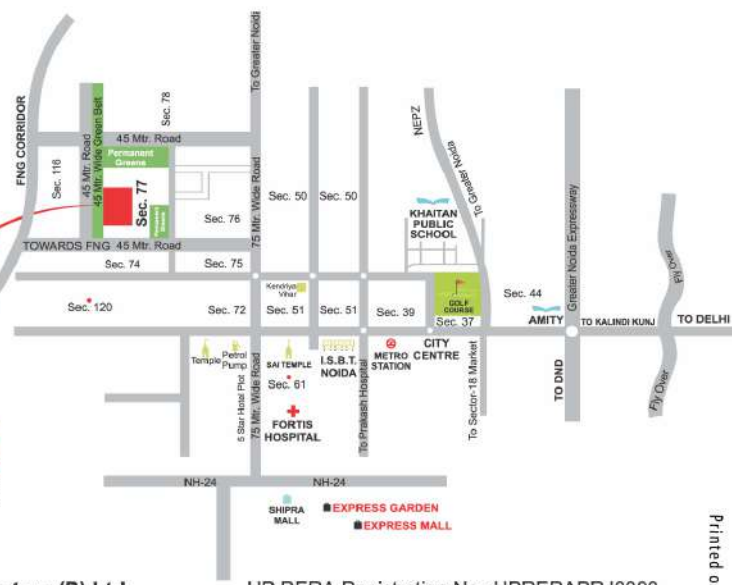 To Greater Noida
FNG CORRIDOR
Sec. 116
45 Mtr. Road
45 Mtr. Wide Green Belt
Sec. 78
45 Mtr. Road
Permanent
Greens
Sec. 77
Permanent
Greens
Sec. 76
75 Mtr. Wide Road
Sec. 50
Sec. 50
NEPZ
To Greater Noida
KHAITAN
PUBLIC
SCHOOL
Greater Noida Expressway
Fly Over
TOWARDS FNG 45 Mtr. Road
Sec. 74
Sec. 75
Kendriya
Vihar
Sec. 120
Sec. 72
Sec. 51
Sec. 51
Sec. 39
GOLF
COURSE
Sec. 37
Sec. 44
AMITY
TO KALINDI KUNJ
TO DELHI
Temple
Petrol
Pump
SAI TEMPLE
Sec. 61
I.S.B.T.
NOIDA
METRO
STATION
CITY
CENTRE
5 Star Hotel Plot
75 Mtr. Wide Road
To Prakash Hospital
To Sector-18 Market
TO DND
Fly Over
FORTIS
HOSPITAL
NH-24
NH-24
SHIPRA
MALL
EXPRESS GARDEN
EXPRESS MALL
Printed o
(P) Ltd